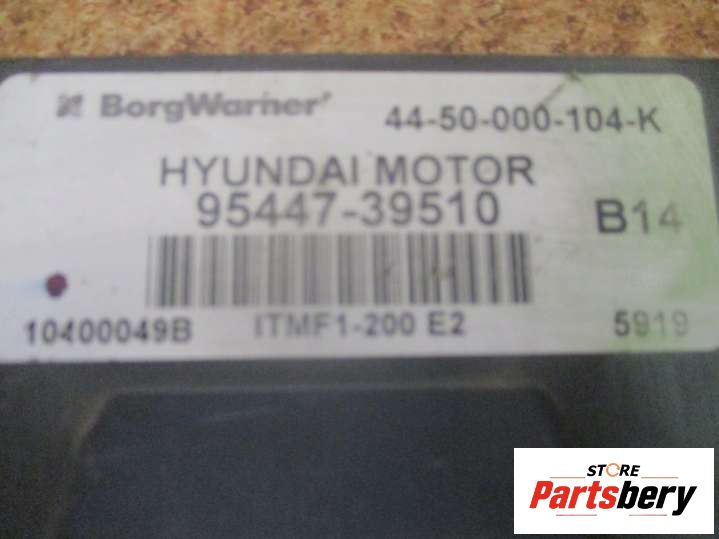 BorgWarner
44-50-000-104-K
HYUNDAI MOTOR
95447-39510
B14
10400049B
ITMF1-200 E2
5919
STORE
Partsbery